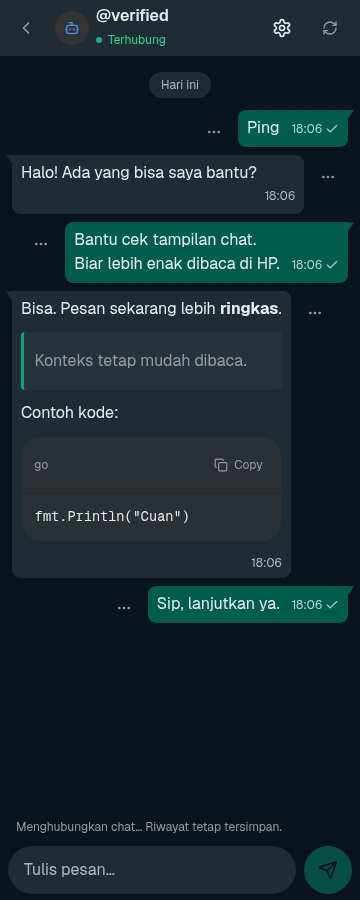 @verified
Terhubung
Hari ini
Ping 18:06
Halo! Ada yang bisa saya bantu?
18:06
Bantu cek tampilan chat.
Biar lebih enak dibaca di HP. 18:06
Bisa. Pesan sekarang lebih ringkas.
Konteks tetap mudah dibaca.
Contoh kode:
go Copy
fmt.Println("Cuan")
18:06
Sip, lanjutkan ya. 18:06
Menghubungkan chat… Riwayat tetap tersimpan.
Tulis pesan…